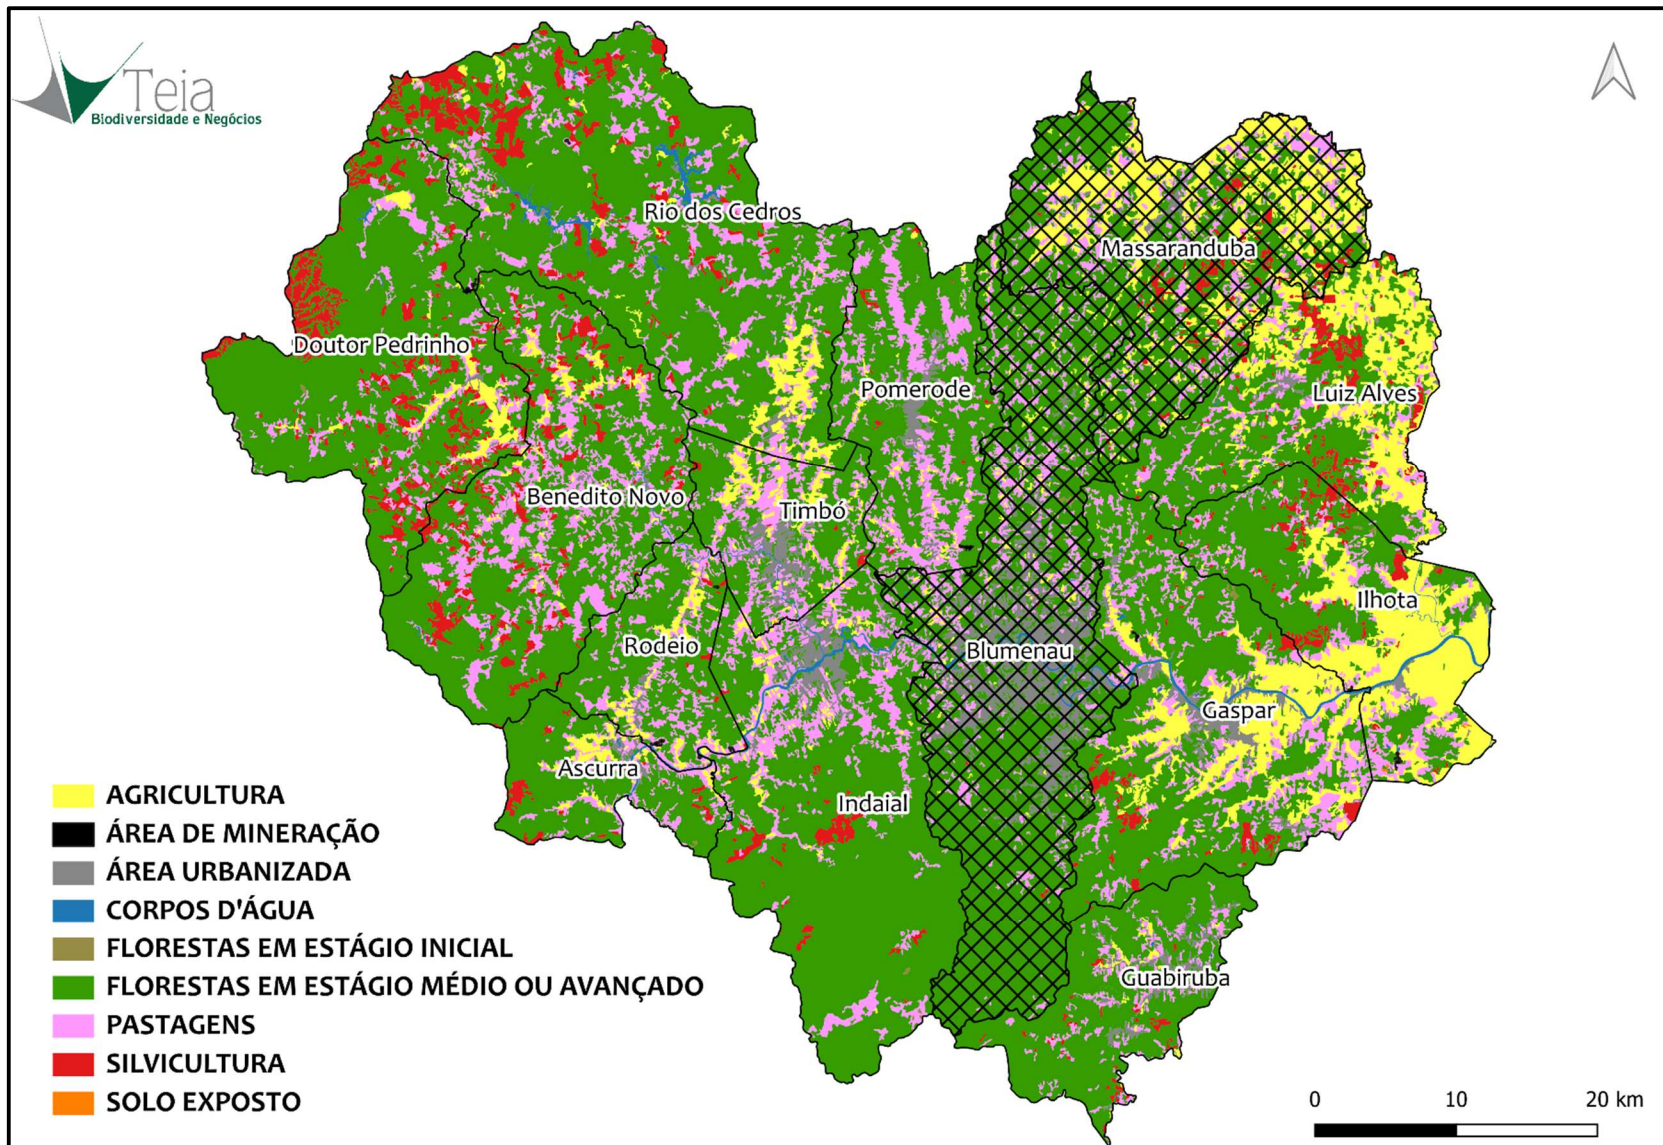 Teia
Biodiversidade e Negócios
Rio dos Cedros
Massaranduba
Doutor Pedrinho
Pomerode
Luiz Alves
Benedito Novo
Timbó
Ilhota
Rodeio
Blumenau
Gaspar
Ascurra
Indaial
Guabiruba
AGRICULTURA
ÁREA DE MINERAÇÃO
ÁREA URBANIZADA
CORPOS D'ÁGUA
FLORESTAS EM ESTÁGIO INICIAL
FLORESTAS EM ESTÁGIO MÉDIO OU AVANÇADO
PASTAGENS
SILVICULTURA
SOLO EXPOSTO
0 10 20 km